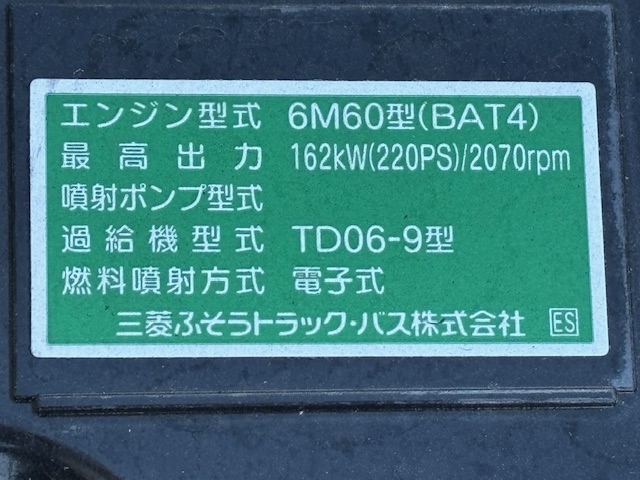 エンジン型式 6M60型(BAT4)
最高出力 162kW(220PS)/2070rpm
噴射ポンプ型式
過給機型式 TD06-9型
燃料噴射方式 電子式
三菱ふそうトラック・バス株式会社 ES